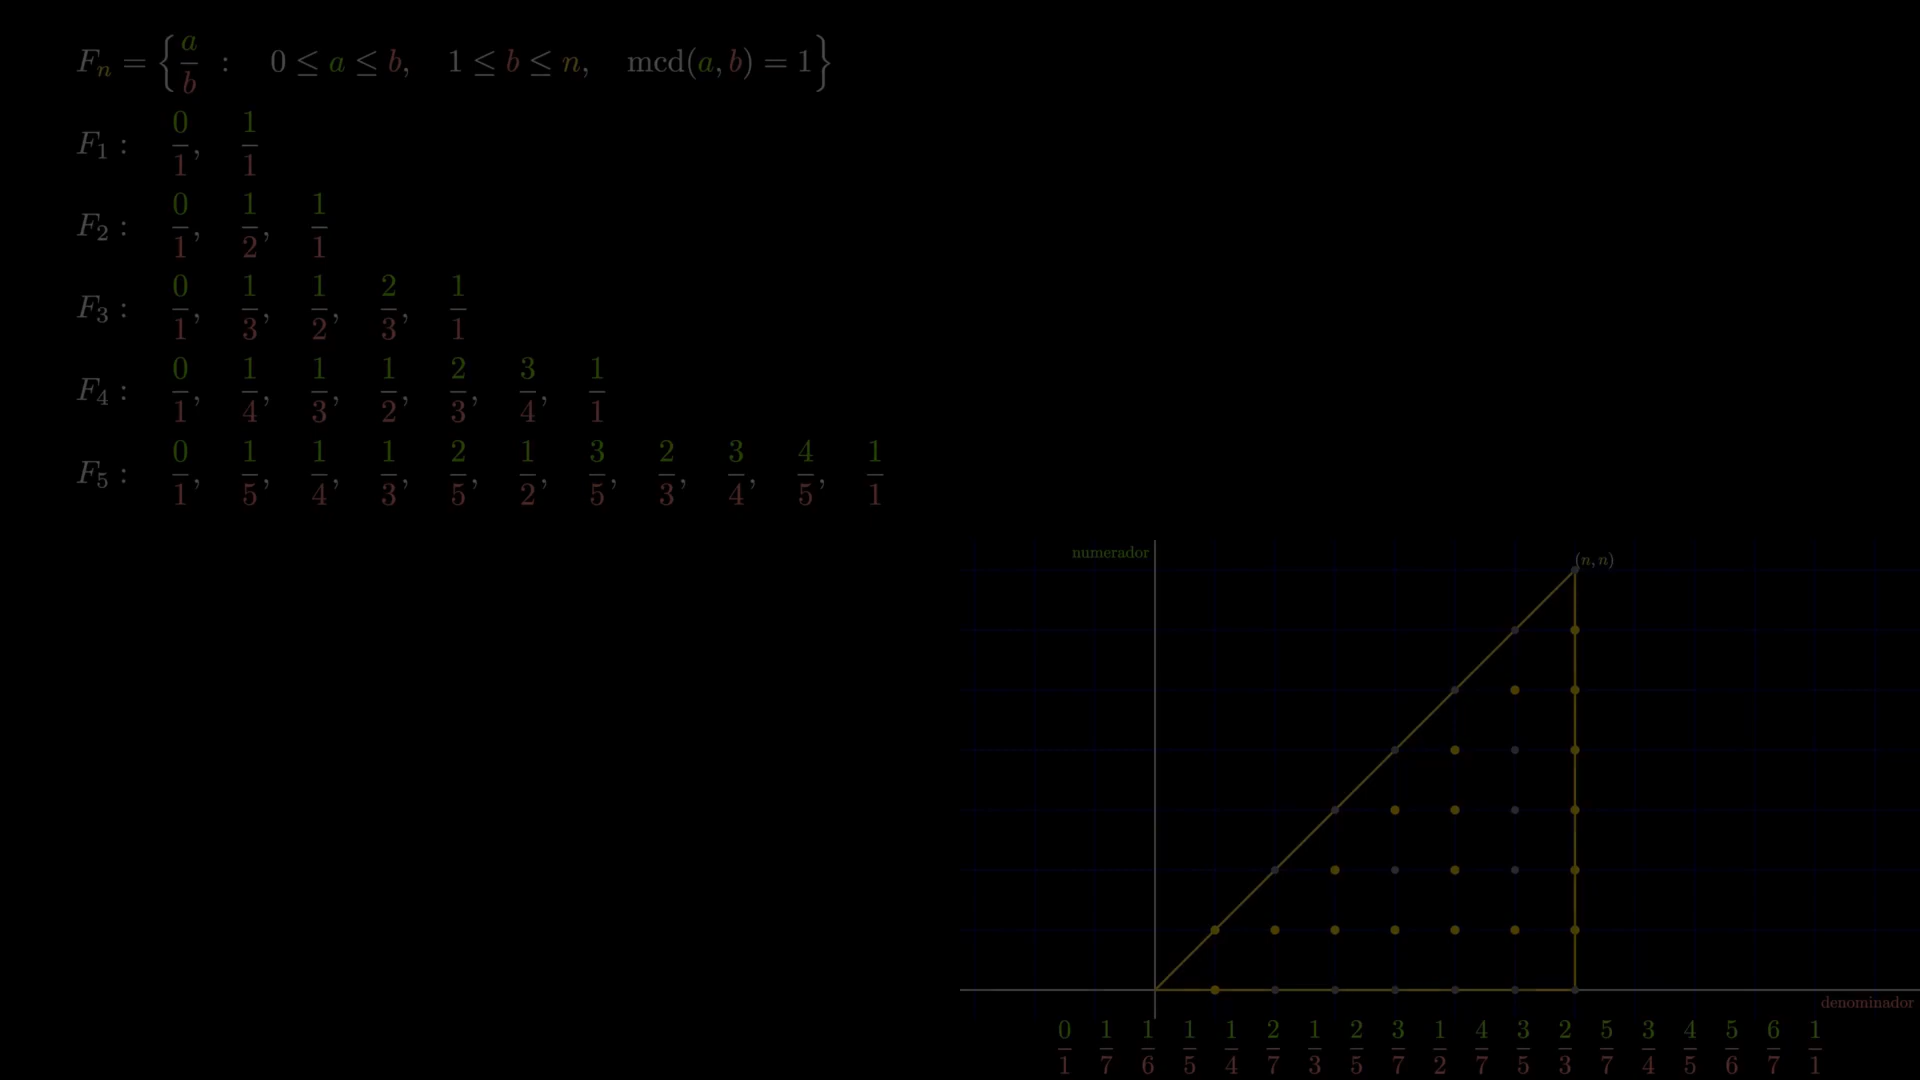 F_n = { a/b : 0 ≤ a ≤ b, 1 ≤ b ≤ n, mcd(a, b) = 1 }
F_1 : 0/1, 1/1
F_2 : 0/1, 1/2, 1/1
F_3 : 0/1, 1/3, 1/2, 2/3, 1/1
F_4 : 0/1, 1/4, 1/3, 1/2, 2/3, 3/4, 1/1
F_5 : 0/1, 1/5, 1/4, 1/3, 2/5, 1/2, 3/5, 2/3, 3/4, 4/5, 1/1
numerador
(n, n)
denominador
0/1 1/7 1/6 1/5 1/4 2/7 1/3 2/5 3/7 1/2 4/7 3/5 2/3 5/7 3/4 4/5 5/6 6/7 1/1